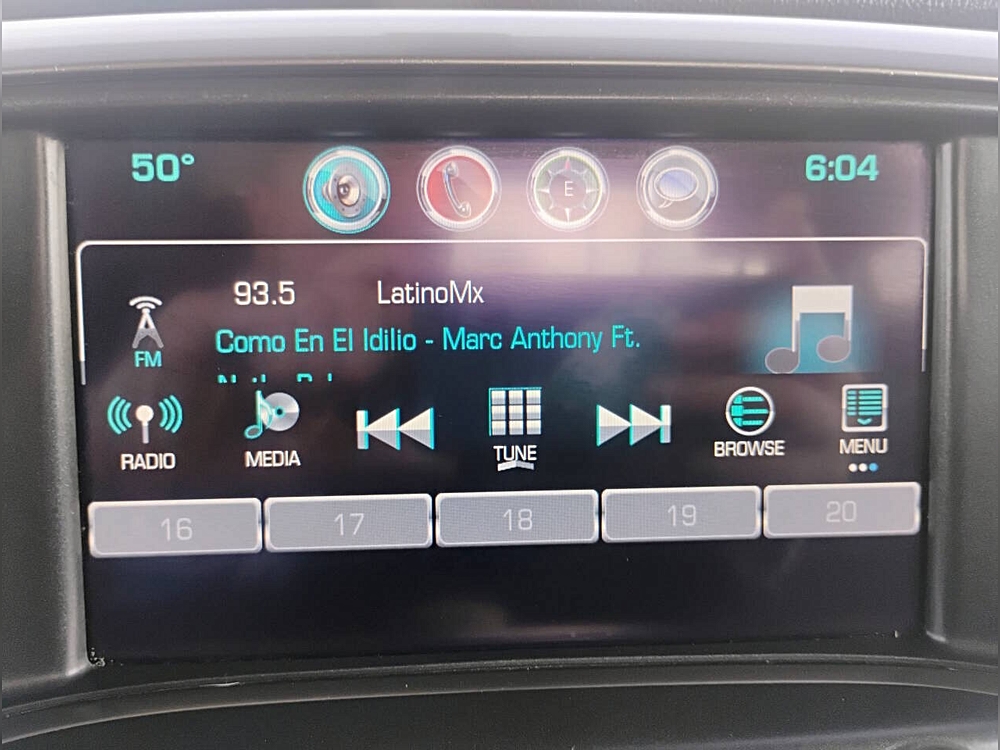 50° 6:04
E
93.5 LatinoMx
FM
Como En El Idilio - Marc Anthony Ft.
RADIO MEDIA TUNE BROWSE MENU
16 17 18 19 20